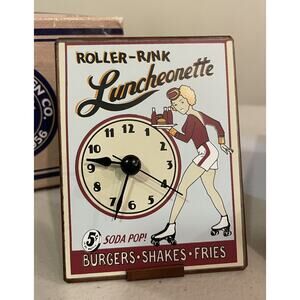 ROLLER-RINK
Luncheonette
12
11 1
10 2
9 3
8 4
7 5
6
5¢ SODA POP!
BURGERS • SHAKES • FRIES